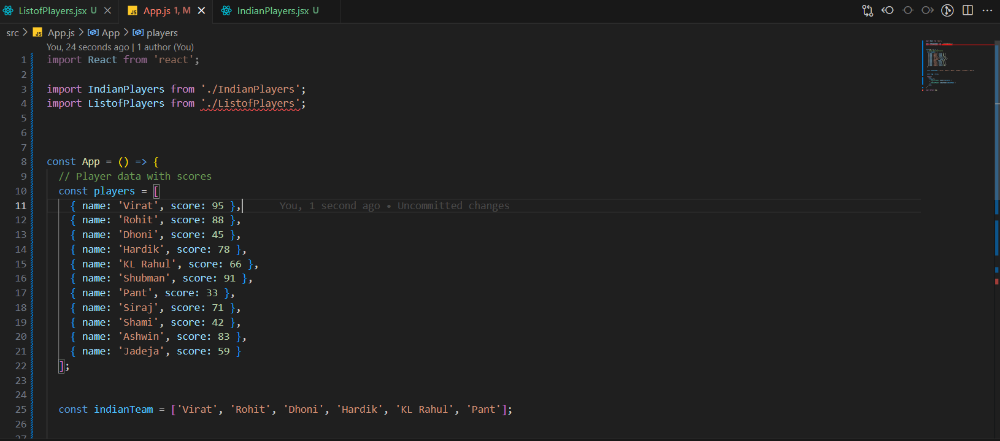 ListofPlayers.jsx U
JS App.js 1, M
IndianPlayers.jsx U
src > JS App.js > App > players
You, 24 seconds ago | 1 author (You)
1 import React from 'react';
2
3 import IndianPlayers from './IndianPlayers';
4 import ListofPlayers from './ListofPlayers';
5
6
7
8 const App = () => {
9 // Player data with scores
10 const players = [
11 { name: 'Virat', score: 95 }, You, 1 second ago • Uncommitted changes
12 { name: 'Rohit', score: 88 },
13 { name: 'Dhoni', score: 45 },
14 { name: 'Hardik', score: 78 },
15 { name: 'KL Rahul', score: 66 },
16 { name: 'Shubman', score: 91 },
17 { name: 'Pant', score: 33 },
18 { name: 'Siraj', score: 71 },
19 { name: 'Shami', score: 42 },
20 { name: 'Ashwin', score: 83 },
21 { name: 'Jadeja', score: 59 }
22 ];
23
24
25 const indianTeam = ['Virat', 'Rohit', 'Dhoni', 'Hardik', 'KL Rahul', 'Pant'];
26
27